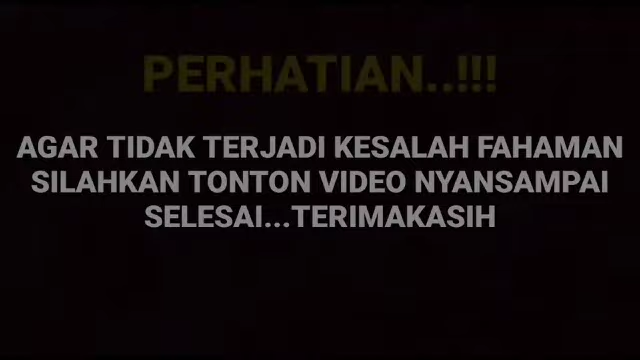 PERHATIAN..!!!
AGAR TIDAK TERJADI KESALAH FAHAMAN
SILAHKAN TONTON VIDEO NYANSAMPAI
SELESAI...TERIMAKASIH